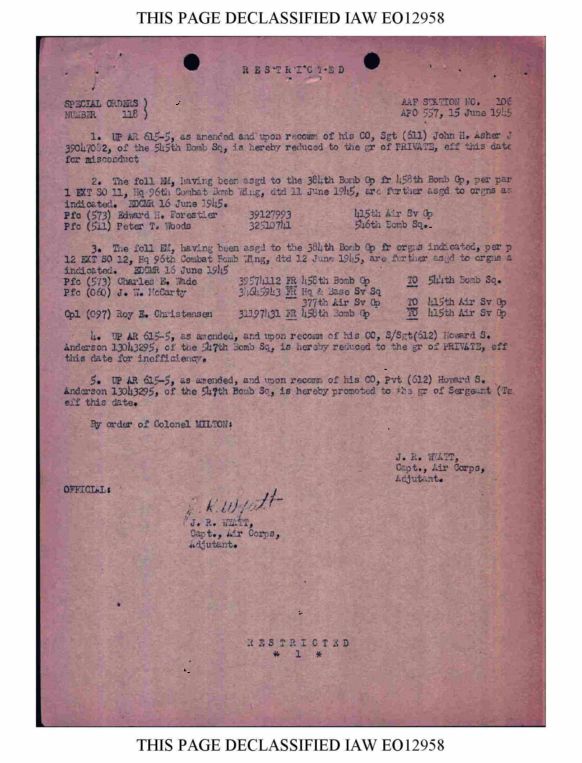 THIS PAGE DECLASSIFIED IAW EO12958
R E S T R I C T E D
SPECIAL ORDERS )
NUMBER 118 )
AAF STATION NO. 106
APO 557, 15 June 1945
1. UP AR 615-5, as amended and upon recomm of his CO, Sgt (611) John H. Asher J
39047082, of the 545th Bomb Sq, is hereby reduced to the gr of PRIVATE, eff this date
for misconduct
2. The foll EM, having been asgd to the 384th Bomb Gp fr 458th Bomb Gp, per par
1 EXT SO 11, Hq 96th Combat Bomb Wing, dtd 11 June 1945, are further asgd to orgns as
indicated. EDCMR 16 June 1945.
Pfc (573) Edward H. Forestier 39127993 415th Air Sv Gp
Pfc (511) Peter T. Woods 32510741 546th Bomb Sq.
3. The foll EM, having been asgd to the 384th Bomb Gp fr orgns indicated, per p
12 EXT SO 12, Hq 96th Combat Bomb Wing, dtd 12 June 1945, are further asgd to orgns a
indicated. EDCMR 16 June 1945
Pfc (573) Charles E. Wade 39574112 FR 458th Bomb Gp TO 544th Bomb Sq.
Pfc (060) J. W. McCarty 34645943 FR Hq & Base Sv Sq
377th Air Sv Gp TO 415th Air Sv Gp
Cpl (097) Roy E. Christensen 31397431 FR 458th Bomb Gp TO 415th Air Sv Gp
4. UP AR 615-5, as amended, and upon recomm of his CO, S/Sgt(612) Howard S.
Anderson 13043295, of the 547th Bomb Sq, is hereby reduced to the gr of PRIVATE, eff
this date for inefficiency.
5. UP AR 615-5, as amended, and upon recomm of his CO, Pvt (612) Howard S.
Anderson 13043295, of the 547th Bomb Sq, is hereby promoted to the gr of Sergeant (Te
eff this date.
By order of Colonel MILTON:
J. R. WYATT,
Capt., Air Corps,
Adjutant.
OFFICIAL:
J. R. Wyatt
J. R. WYATT,
Capt., Air Corps,
Adjutant.
R E S T R I C T E D
* 1 *
THIS PAGE DECLASSIFIED IAW EO12958